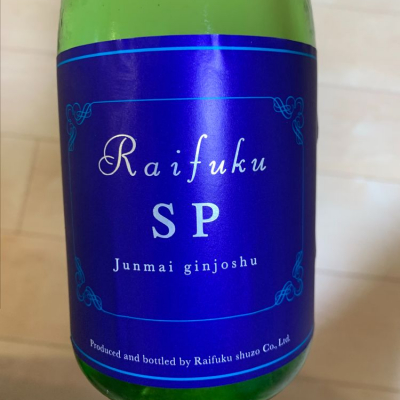 Raifuku
SP
Junmai ginjoshu
Produced and bottled by Raifuku shuzo Co., Ltd.